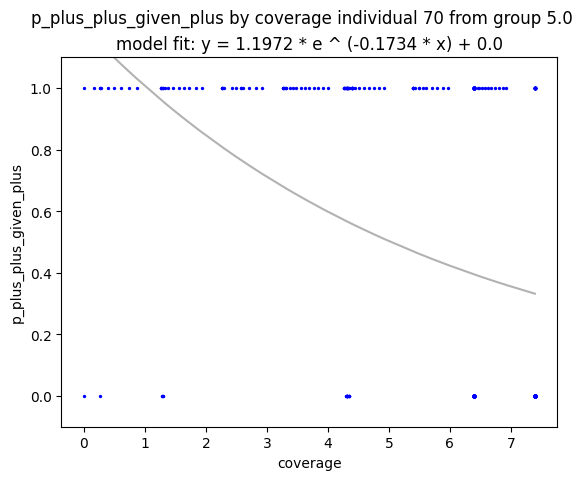 p_plus_plus_given_plus by coverage individual 70 from group 5.0
model fit: y = 1.1972 * e ^ (-0.1734 * x) + 0.0
p_plus_plus_given_plus
1.0
0.8
0.6
0.4
0.2
0.0
0 1 2 3 4 5 6 7
coverage